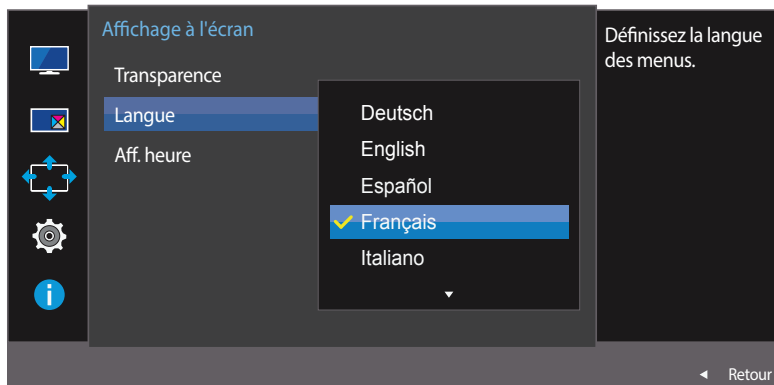 Affichage à l'écran
Transparence
Langue
Aff. heure
Deutsch
English
Español
Français
Italiano
Définissez la langue
des menus.
Retour